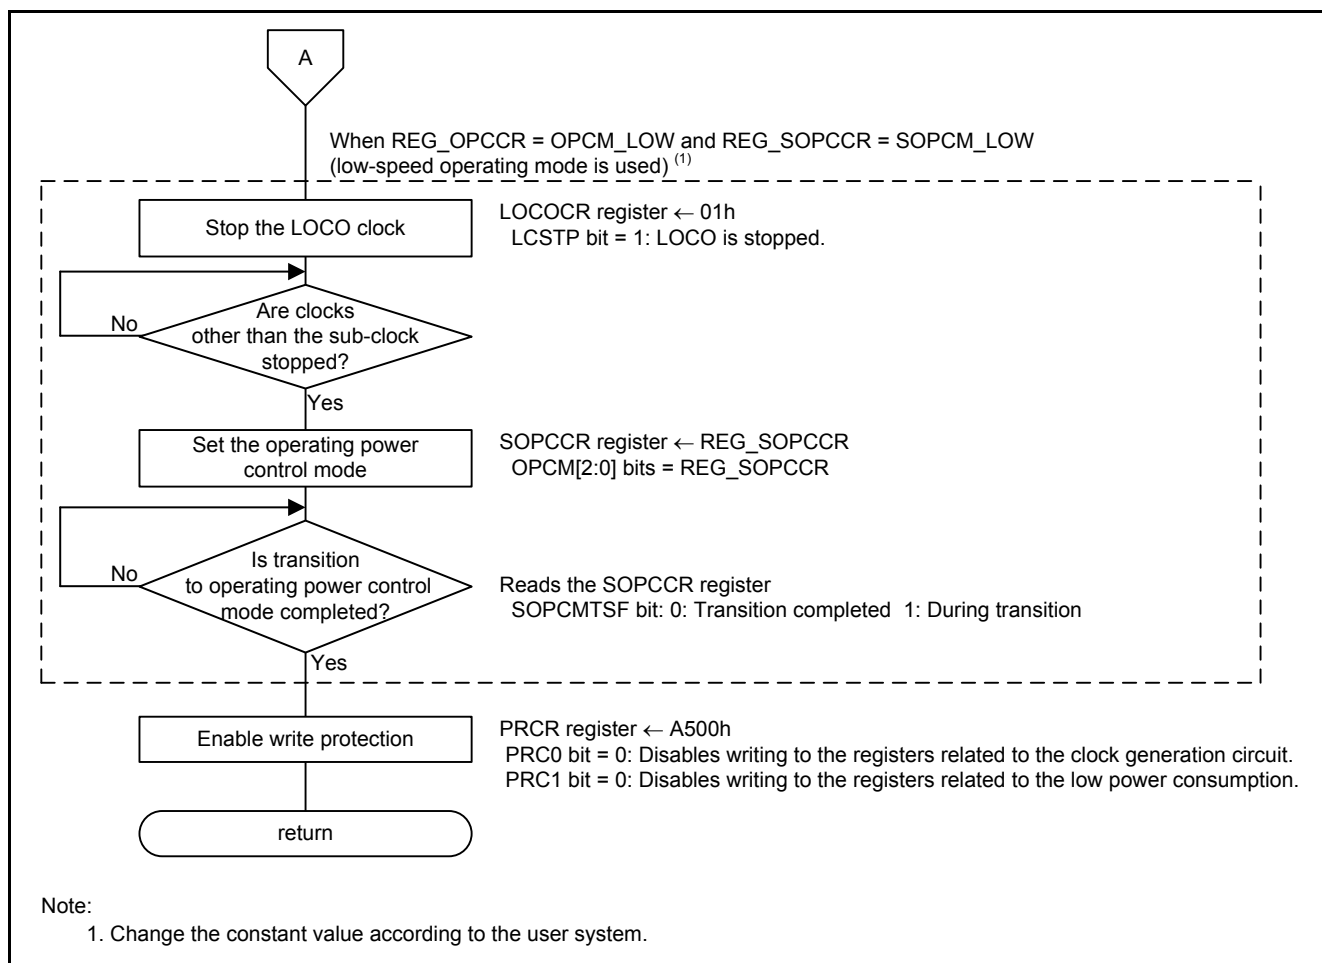 A
When REG_OPCCR = OPCM_LOW and REG_SOPCCR = SOPCM_LOW
(low-speed operating mode is used) (1)
Stop the LOCO clock
LOCOCR register ← 01h
LCSTP bit = 1: LOCO is stopped.
Are clocks
other than the sub-clock
stopped?
No
Yes
Set the operating power
control mode
SOPCCR register ← REG_SOPCCR
OPCM[2:0] bits = REG_SOPCCR
Is transition
to operating power control
mode completed?
No
Reads the SOPCCR register
SOPCMTSF bit: 0: Transition completed 1: During transition
Yes
Enable write protection
PRCR register ← A500h
PRC0 bit = 0: Disables writing to the registers related to the clock generation circuit.
PRC1 bit = 0: Disables writing to the registers related to the low power consumption.
return
Note:
1. Change the constant value according to the user system.